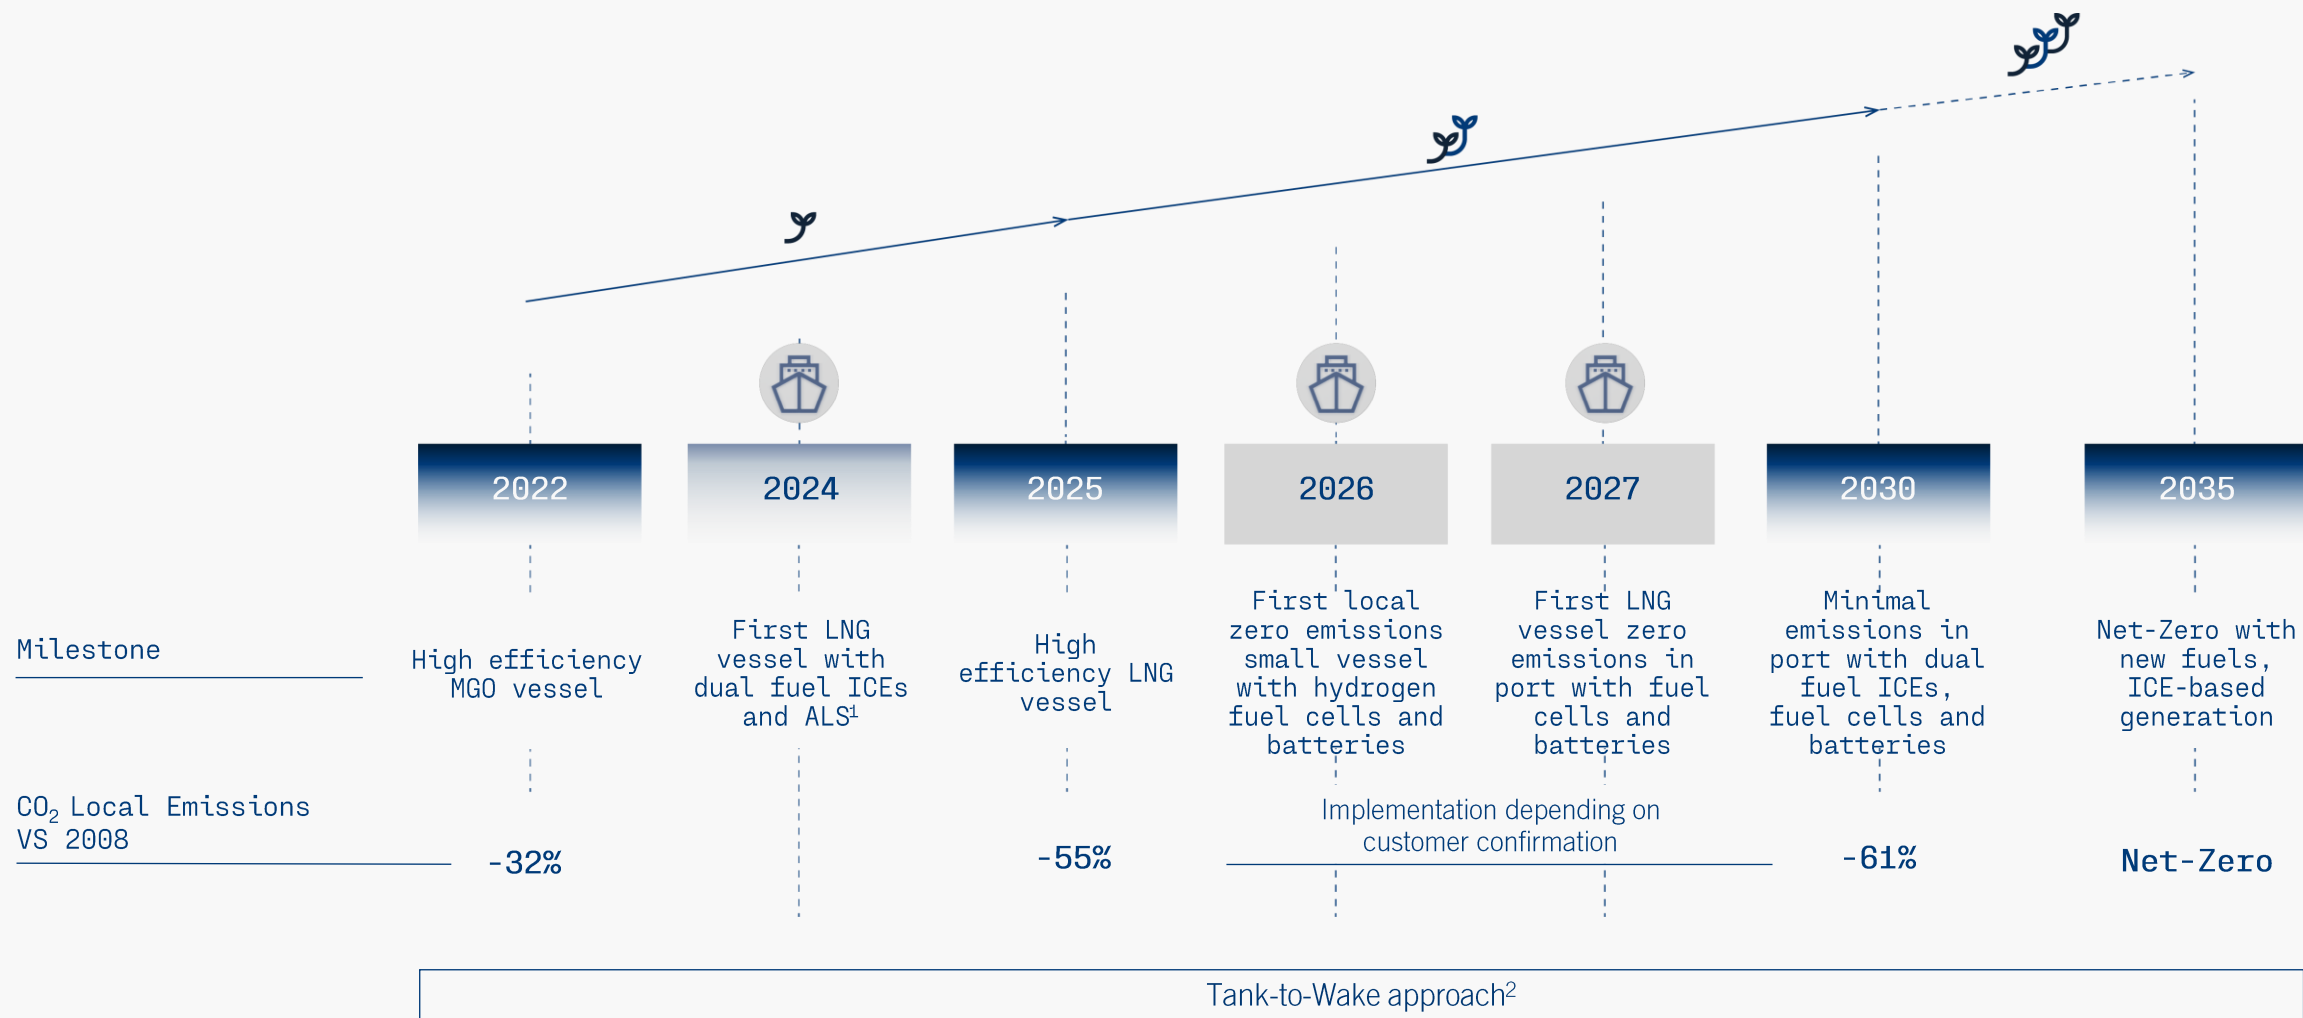 2022
2024
2025
2026
2027
2030
2035
Milestone
High efficiency
MGO vessel
First LNG
vessel with
dual fuel ICEs
and ALS¹
High
efficiency LNG
vessel
First local
zero emissions
small vessel
with hydrogen
fuel cells and
batteries
First LNG
vessel zero
emissions in
port with fuel
cells and
batteries
Minimal
emissions in
port with dual
fuel ICEs,
fuel cells and
batteries
Net-Zero with
new fuels,
ICE-based
generation
CO₂ Local Emissions
VS 2008
-32%
-55%
Implementation depending on
customer confirmation
-61%
Net-Zero
Tank-to-Wake approach²